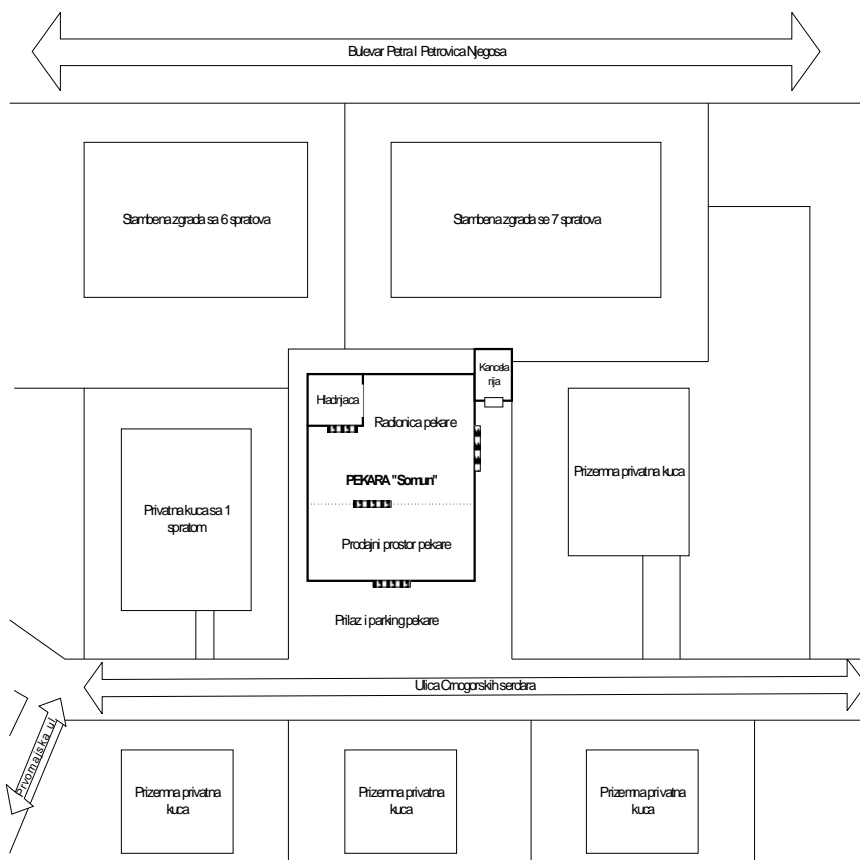 Bulevar Petra I Petrovica Njegosa
Stambena zgrada sa 6 spratova
Stambena zgrada se 7 spratova
Kancela
rija
Hladnjaca
Radionica pekare
Prizemna privatna kuca
PEKARA "Somun"
Privatna kuca sa 1
spratom
Prodajni prostor pekare
Prilaz i parking pekare
Ulica Crnogorskih serdara
Prvomajska ul
Prizemna privatna
kuca
Prizemna privatna
kuca
Prizemna privatna
kuca